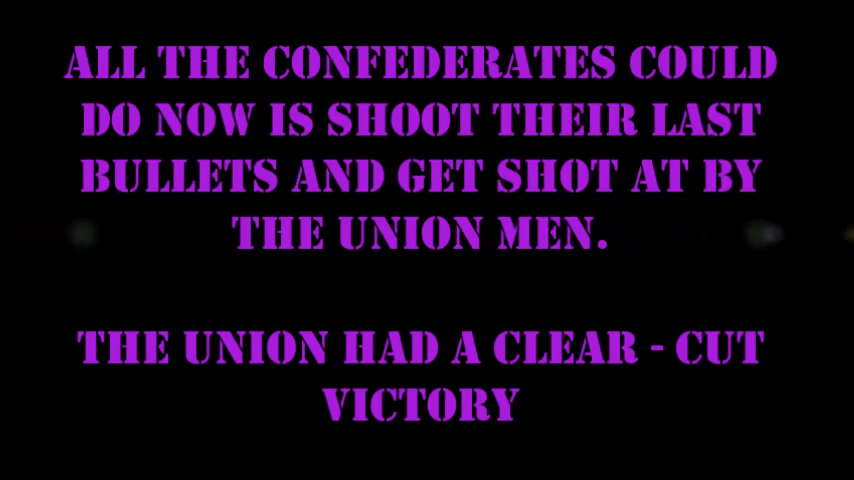 ALL THE CONFEDERATES COULD
DO NOW IS SHOOT THEIR LAST
BULLETS AND GET SHOT AT BY
THE UNION MEN.
THE UNION HAD A CLEAR - CUT
VICTORY